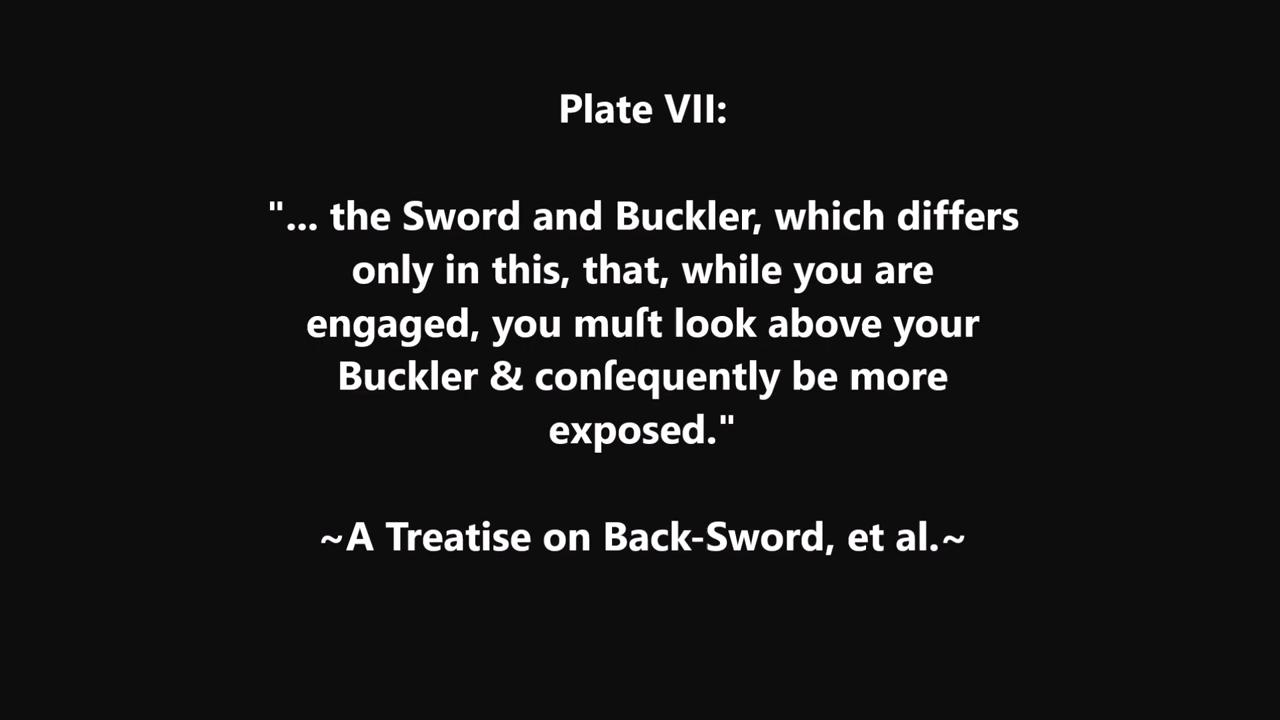 Plate VII:
"... the Sword and Buckler, which differs
only in this, that, while you are
engaged, you muſt look above your
Buckler & conſequently be more
exposed."
~A Treatise on Back-Sword, et al.~